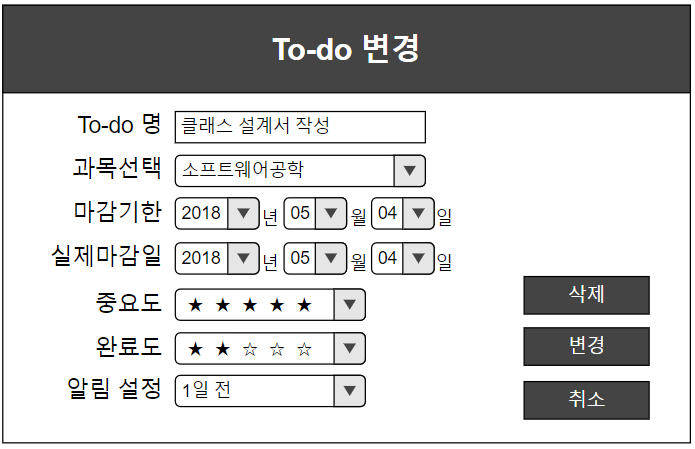 To-do 변경
To-do 명 클래스 설계서 작성
과목선택 소프트웨어공학
마감기한 2018 년 05 월 04 일
실제마감일 2018 년 05 월 04 일
중요도 ★ ★ ★ ★ ★
삭제
완료도 ★ ★ ☆ ☆ ☆
변경
알림 설정 1일 전
취소